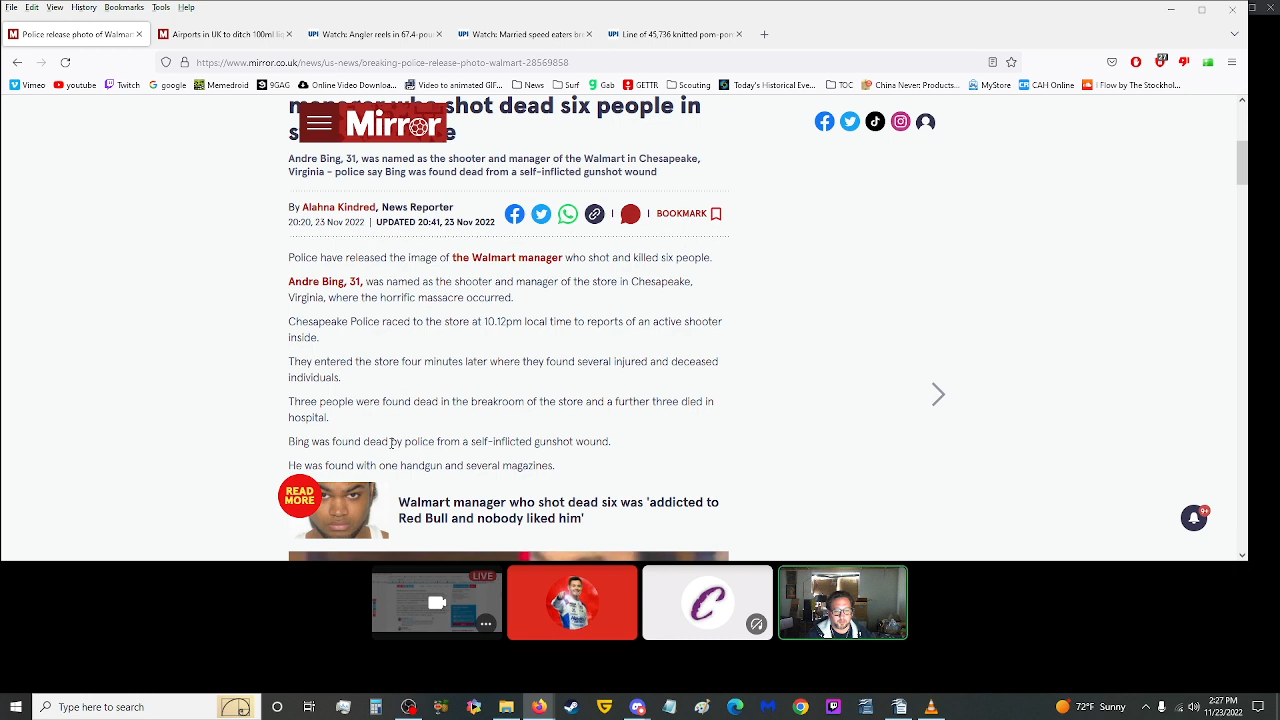 File Edit View History Bookmarks Tools Help
Police release photo of Walmar
Airports in UK to ditch 100ml liq
UPI Watch: Angler reels in 67.4-pou
UPI Watch: Married speed eaters bre
UPI Line of 45,736 knitted pom-pon
https://www.mirror.co.uk/news/us-news/breaking-police-release-photo-walmart-28569858
27
Vimeo youtube Twitch google Memedroid 9GAG Online Video Downloa... Video to animated GIF... News Surf Gab GETTR Scouting Today's Historical Eve... TOC China Never: Products... MyStore CAH Online I Flow by The Stockhol...
manager who shot dead six people in
Mirror
Andre Bing, 31, was named as the shooter and manager of the Walmart in Chesapeake,
Virginia - police say Bing was found dead from a self-inflicted gunshot wound
By Alahna Kindred, News Reporter
20:20, 23 Nov 2022 | UPDATED 20:41, 23 Nov 2022
BOOKMARK
Police have released the image of the Walmart manager who shot and killed six people.
Andre Bing, 31, was named as the shooter and manager of the store in Chesapeake,
Virginia, where the horrific massacre occurred.
Chesapeake Police raced to the store at 10.12pm local time to reports of an active shooter
inside.
They entered the store four minutes later where they found several injured and deceased
individuals.
Three people were found dead in the breakroom of the store and a further three died in
hospital.
Bing was found dead by police from a self-inflicted gunshot wound.
He was found with one handgun and several magazines.
READ
MORE
Walmart manager who shot dead six was 'addicted to
Red Bull and nobody liked him'
9+
LIVE
C
Type here to search
72°F Sunny
2:27 PM
11/23/2022